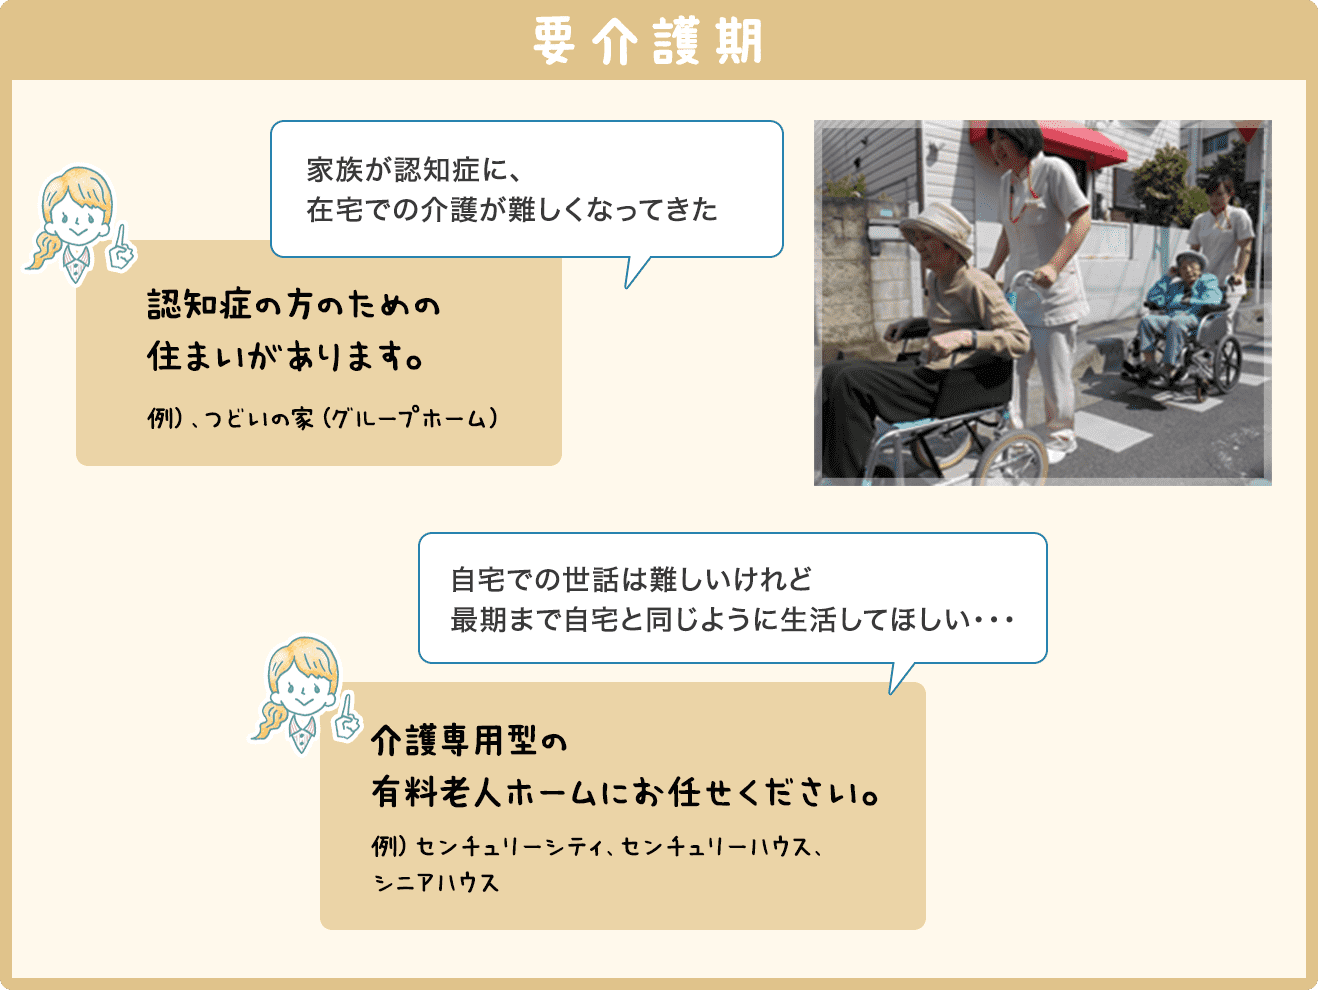 要介護期
家族が認知症に、
在宅での介護が難しくなってきた
認知症の方のための
住まいがあります。
例）、つどいの家（グループホーム）
自宅での世話は難しいけれど
最期まで自宅と同じように生活してほしい・・・
介護専用型の
有料老人ホームにお任せください。
例）センチュリーシティ、センチュリーハウス、
シニアハウス